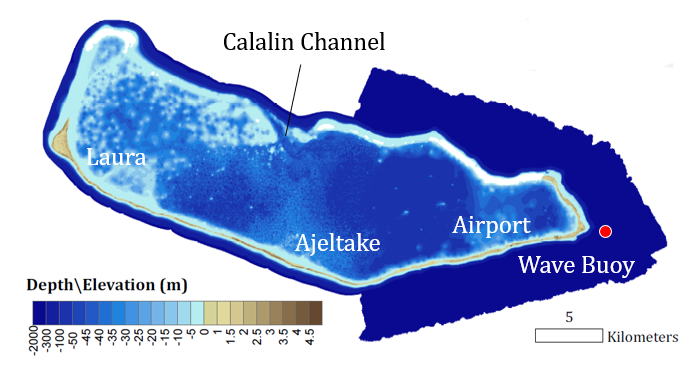 Calalin Channel
Laura
Ajeltake
Airport
Wave Buoy
Depth\Elevation (m)
-2000 -300 -100 -50 -45 -40 -35 -30 -25 -20 -15 -10 -5 0 1 1.5 2 2.5 3 3.5 4 4.5
5
Kilometers